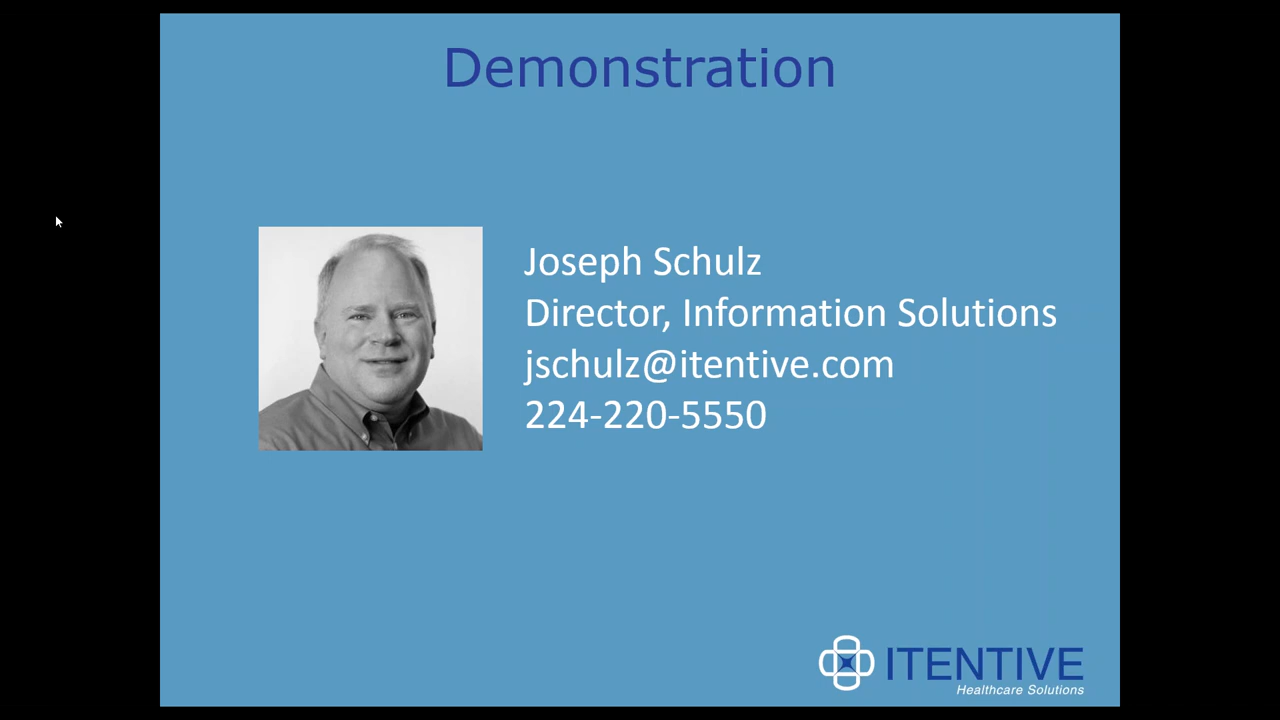 Demonstration
Joseph Schulz
Director, Information Solutions
jschulz@itentive.com
224-220-5550
ITENTIVE
Healthcare Solutions